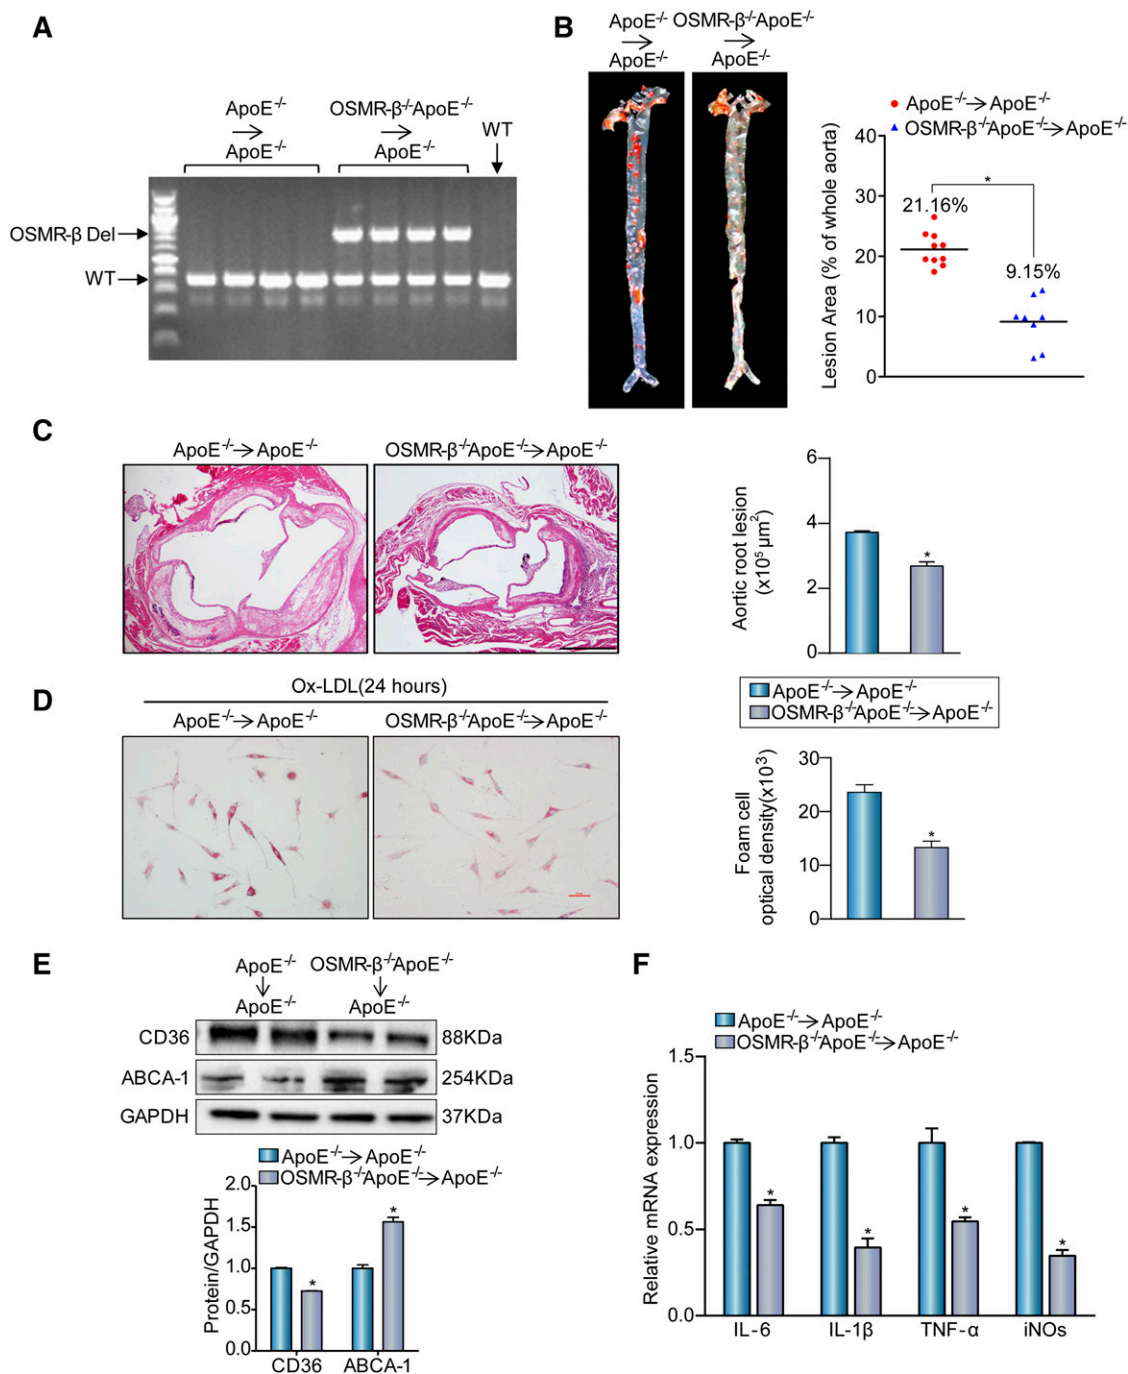 A
ApoE-/-
→
ApoE-/-
OSMR-β-/-ApoE-/-
→
ApoE-/-
WT
OSMR-β Del
WT
B
ApoE-/- OSMR-β-/-ApoE-/-
→ →
ApoE-/- ApoE-/-
ApoE-/-→ApoE-/-
OSMR-β-/-ApoE-/-→ApoE-/-
Lesion Area (% of whole aorta)
40
30
20
10
0
21.16%
*
9.15%
C
ApoE-/-→ApoE-/- OSMR-β-/-ApoE-/-→ApoE-/-
Aortic root lesion
(x10⁵ μm²)
6
4
2
0
*
D
Ox-LDL(24 hours)
ApoE-/-→ApoE-/- OSMR-β-/-ApoE-/-→ApoE-/-
ApoE-/-→ApoE-/-
OSMR-β-/-ApoE-/-→ApoE-/-
Foam cell
optical density(x103)
30
20
10
0
*
E
ApoE-/- OSMR-β-/-ApoE-/-
↓ ↓
ApoE-/- ApoE-/-
CD36 88KDa
ABCA-1 254KDa
GAPDH 37KDa
ApoE-/-→ApoE-/-
OSMR-β-/-ApoE-/-→ApoE-/-
Protein/GAPDH
2.0
1.5
1.0
0.5
0.0
* *
CD36 ABCA-1
F
ApoE-/-→ApoE-/-
OSMR-β-/-ApoE-/-→ApoE-/-
Relative mRNA expression
1.5
1.0
0.5
0.0
* * * *
IL-6 IL-1β TNF-α iNOs